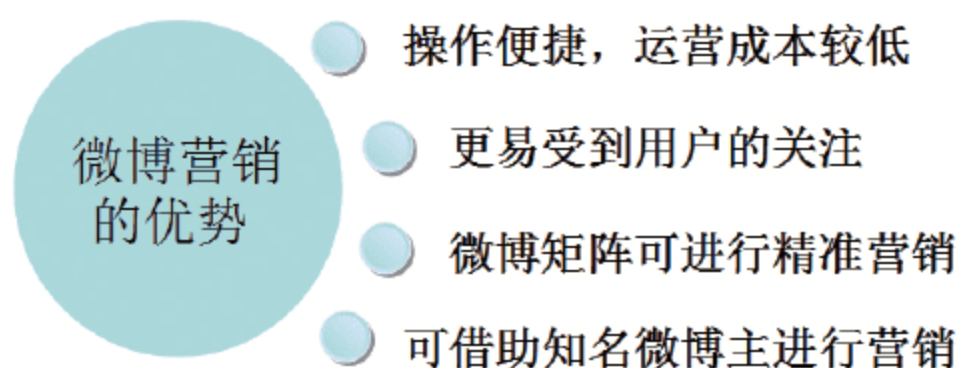 微博营销
的优势
操作便捷，运营成本较低
更易受到用户的关注
微博矩阵可进行精准营销
可借助知名微博主进行营销